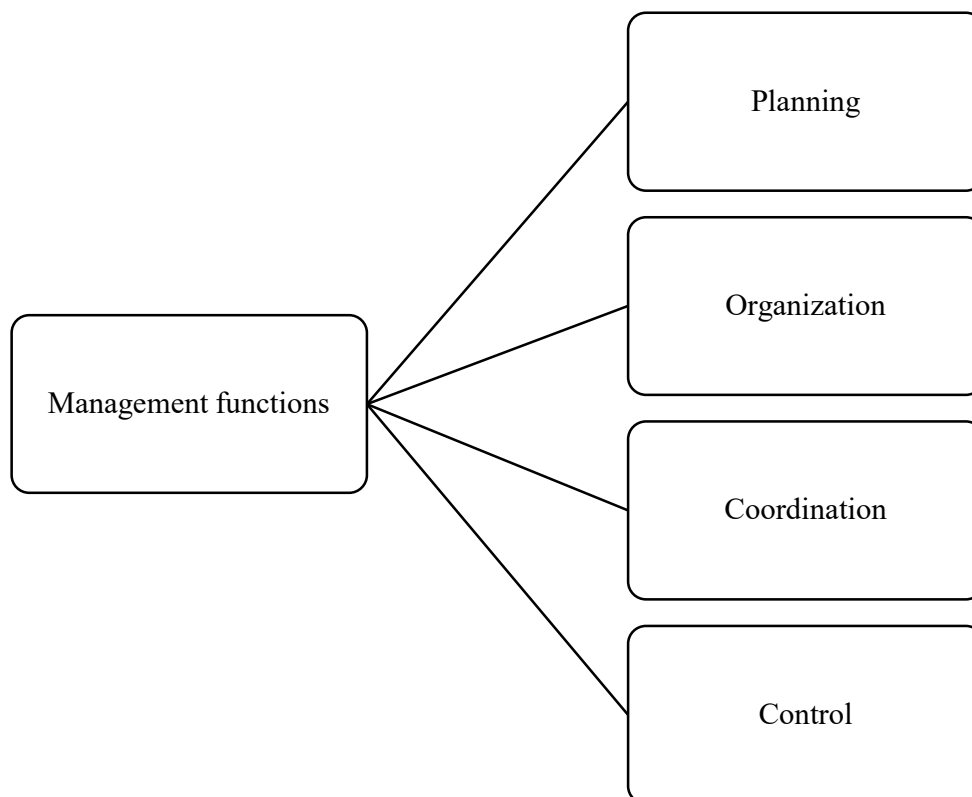 Planning
Organization
Management functions
Coordination
Control